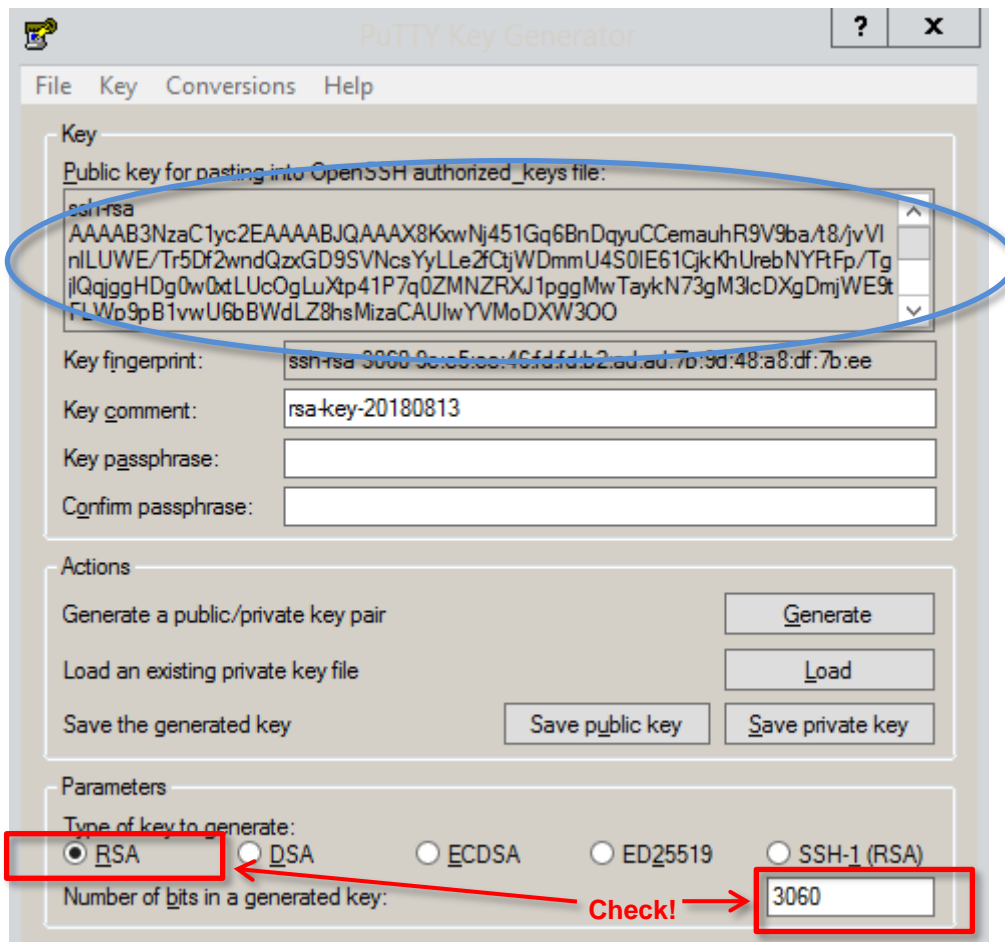 PuTTY Key Generator
? X
File Key Conversions Help
Key
Public key for pasting into OpenSSH authorized_keys file:
ssh-rsa
AAAAB3NzaC1yc2EAAAABJQAAAX8KxwNj451Gq6BnDqyuCCemauhR9V9ba/t8/jvVI
nILUWE/Tr5Df2wndQzxGD9SVNcsYyLLe2fCtjWDmmU4S0IE61CjkKhUrebNYFtFp/Tg
jlQqjggHDg0w0xtLUcOgLuXtp41P7q0ZMNZRXJ1pggMwTaykN73gM3lcDXgDmjWE9t
FLWp9pB1vwU6bBWdLZ8hsMizaCAUlwYVMoDXW3OO
Key fingerprint:
Key comment: rsa-key-20180813
Key passphrase:
Confirm passphrase:
Actions
Generate a public/private key pair Generate
Load an existing private key file Load
Save the generated key Save public key Save private key
Parameters
Type of key to generate:
RSA DSA ECDSA ED25519 SSH-1 (RSA)
Number of bits in a generated key: Check! 3060